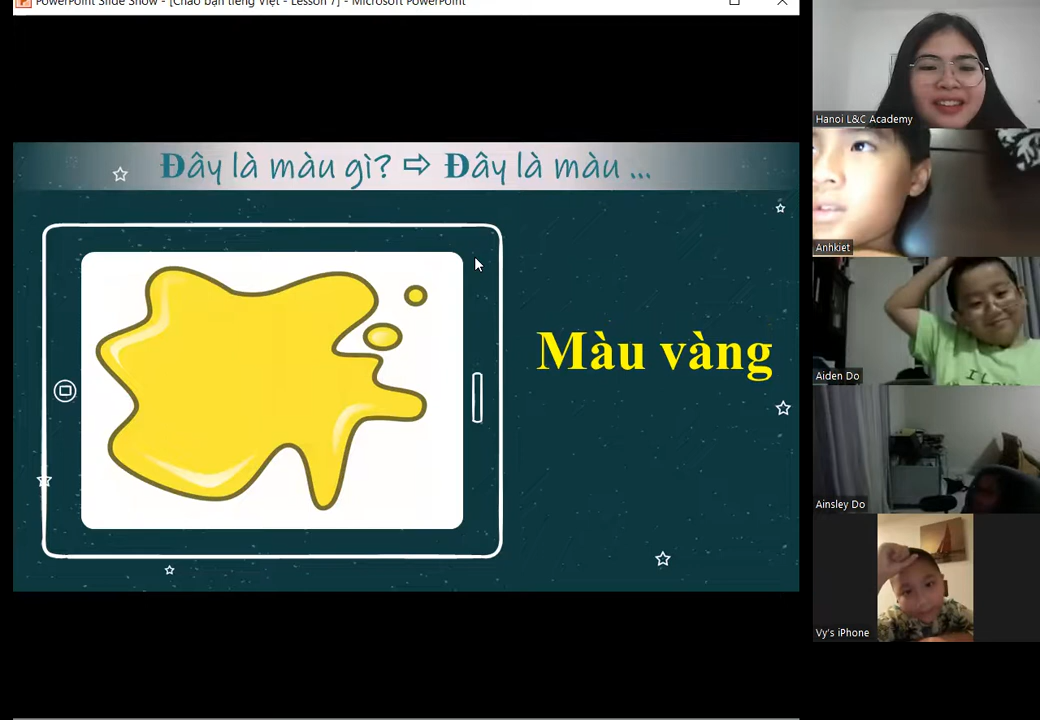 PowerPoint Slide Show - [Chào bạn tiếng Việt - Lesson 7] - Microsoft PowerPoint
Đây là màu gì? ⇨ Đây là màu ...
Màu vàng
Hanoi L&C Academy
Anhkiet
Aiden Do
I LO
Ainsley Do
Vy's iPhone